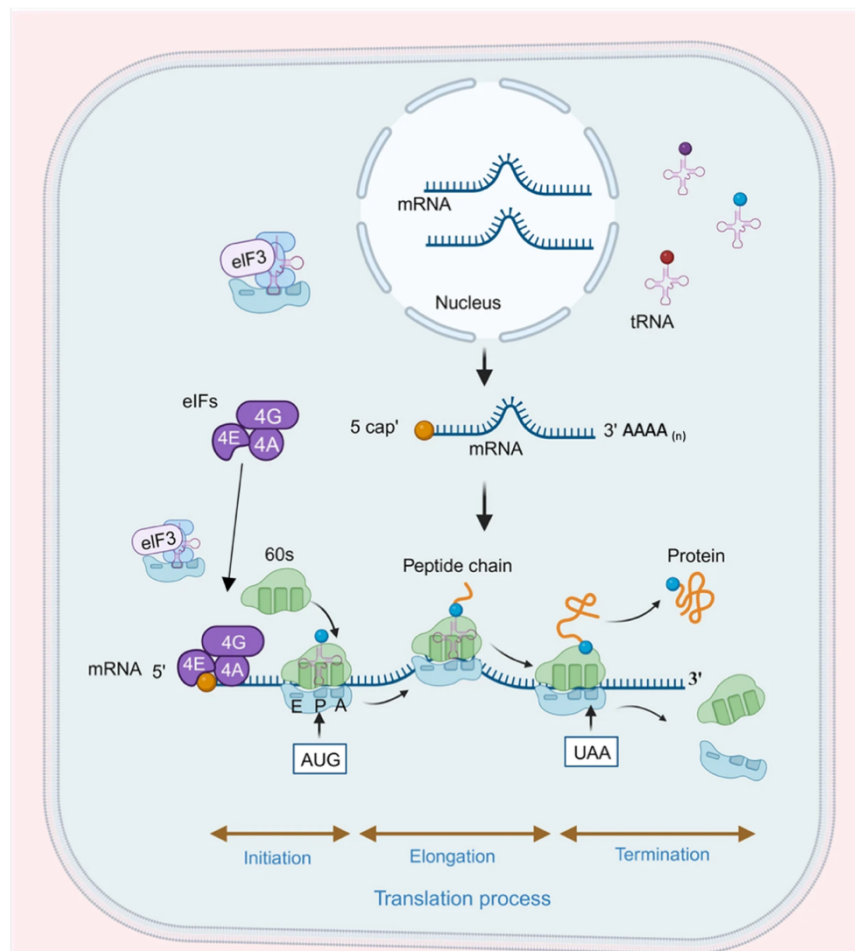 mRNA
eIF3
Nucleus
tRNA
eIFs
4G
4E
4A
5 cap'
3' AAAA (n)
mRNA
eIF3
60s
Peptide chain
Protein
4G
mRNA 5'
4E
4A
3'
E P A
AUG
UAA
Initiation
Elongation
Termination
Translation process